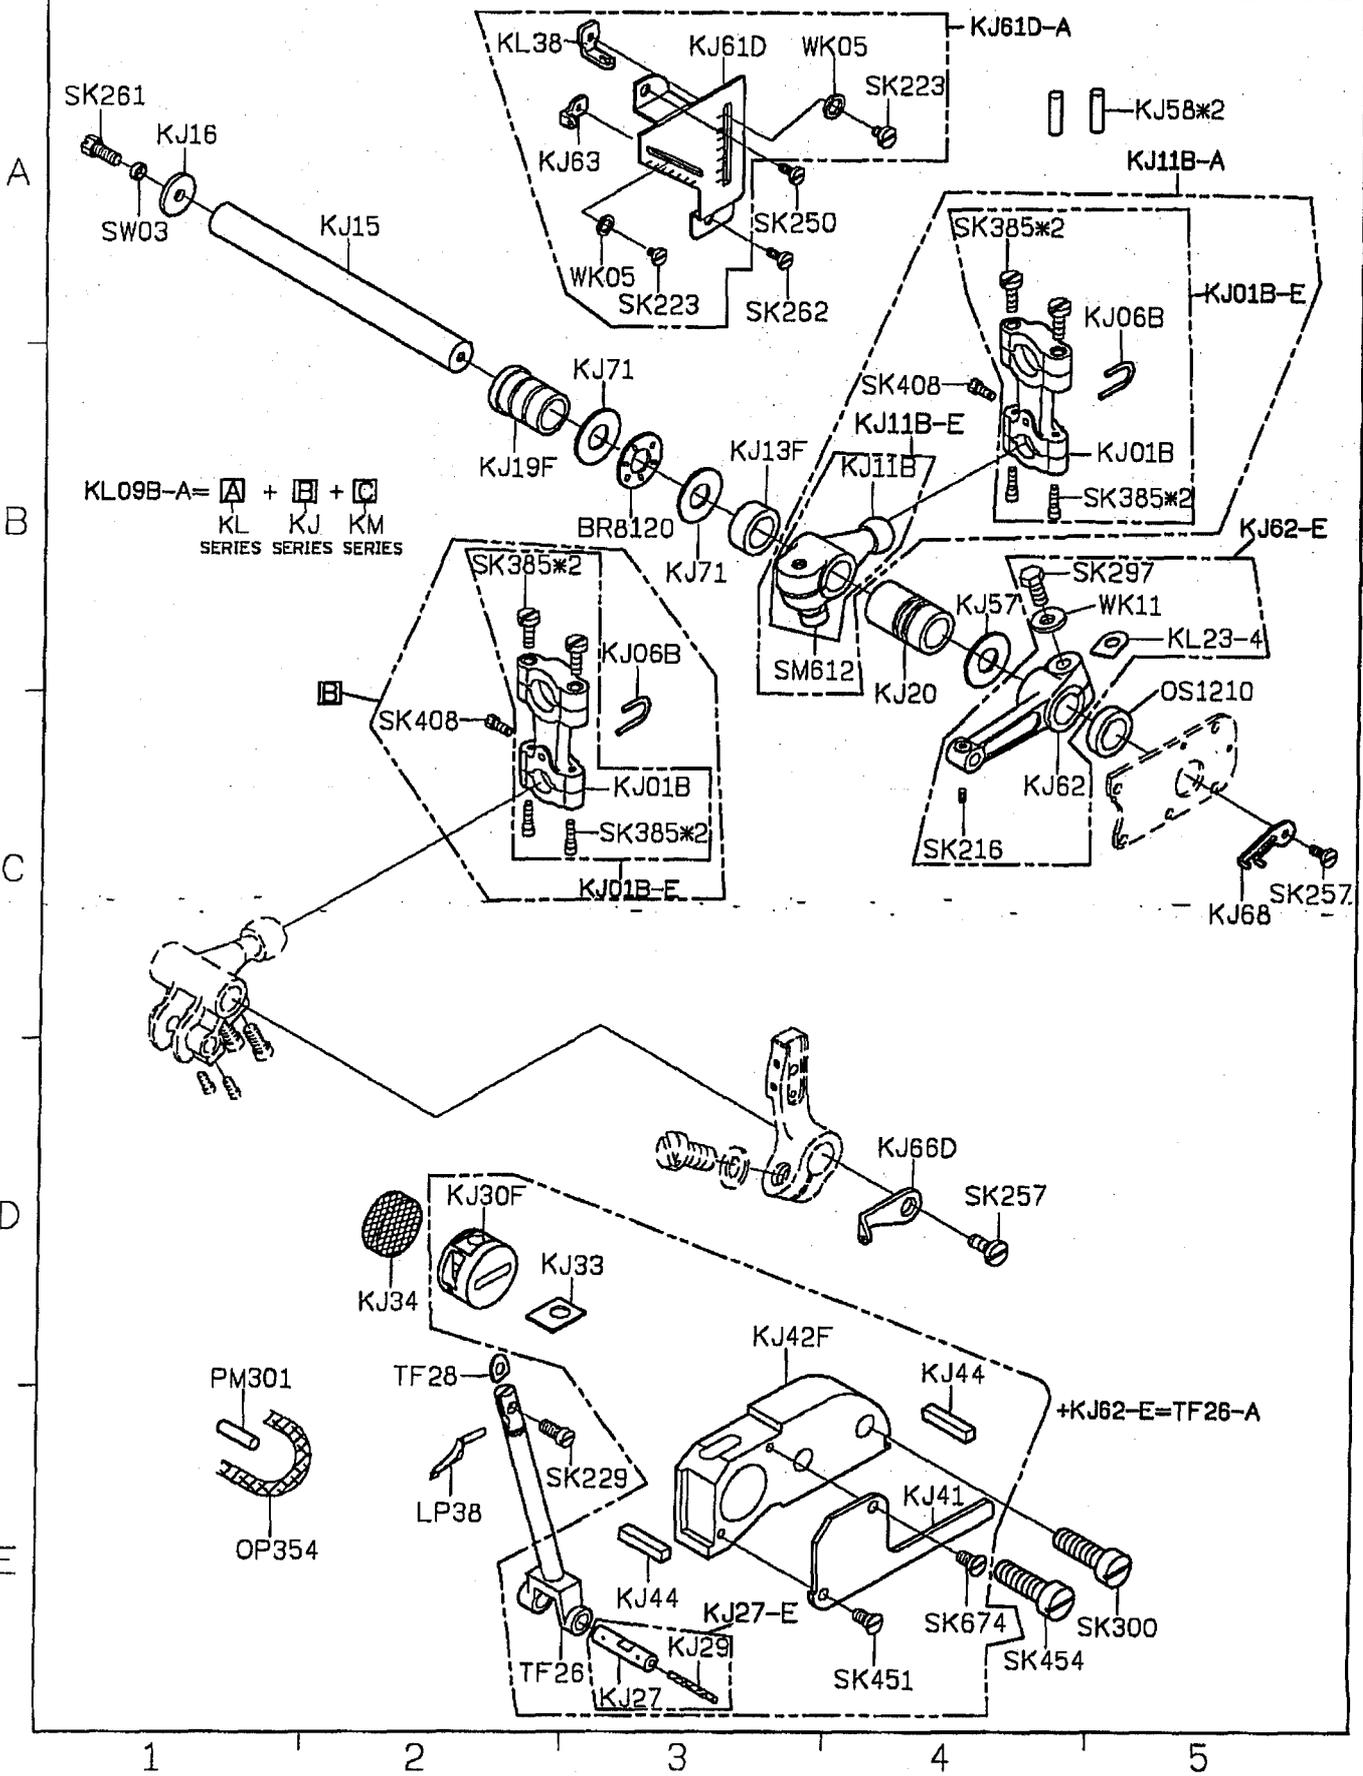 KJ61D-A
KL38
KJ61D
WK05
SK223
SK261
KJ16
KJ58*2
KJ63
KJ11B-A
A
SW03
KJ15
SK250
SK385*2
WK05
SK223
SK262
KJ01B-E
KJ06B
KJ71
SK408
KJ11B-E
KJ19F
KJ13F
KJ11B
KJ01B
KL09B-A= A + B + C
KL KJ KM
SERIES SERIES SERIES
B
BR8120
SK385*2
KJ62-E
KJ71
SK385*2
SK297
KJ57
WK11
KL23-4
KJ06B
SM612
KJ20
OS1210
B
SK408
KJ01B
KJ62
SK385*2
SK216
C
KJ01B-E
SK257
KJ68
KJ66D
SK257
KJ30F
D
KJ33
KJ34
KJ42F
TF28
KJ44
PM301
+KJ62-E=TF26-A
SK229
LP38
KJ41
OP354
E
KJ44
KJ27-E
SK674
SK300
KJ29
TF26
KJ27
SK451
SK454
1 2 3 4 5